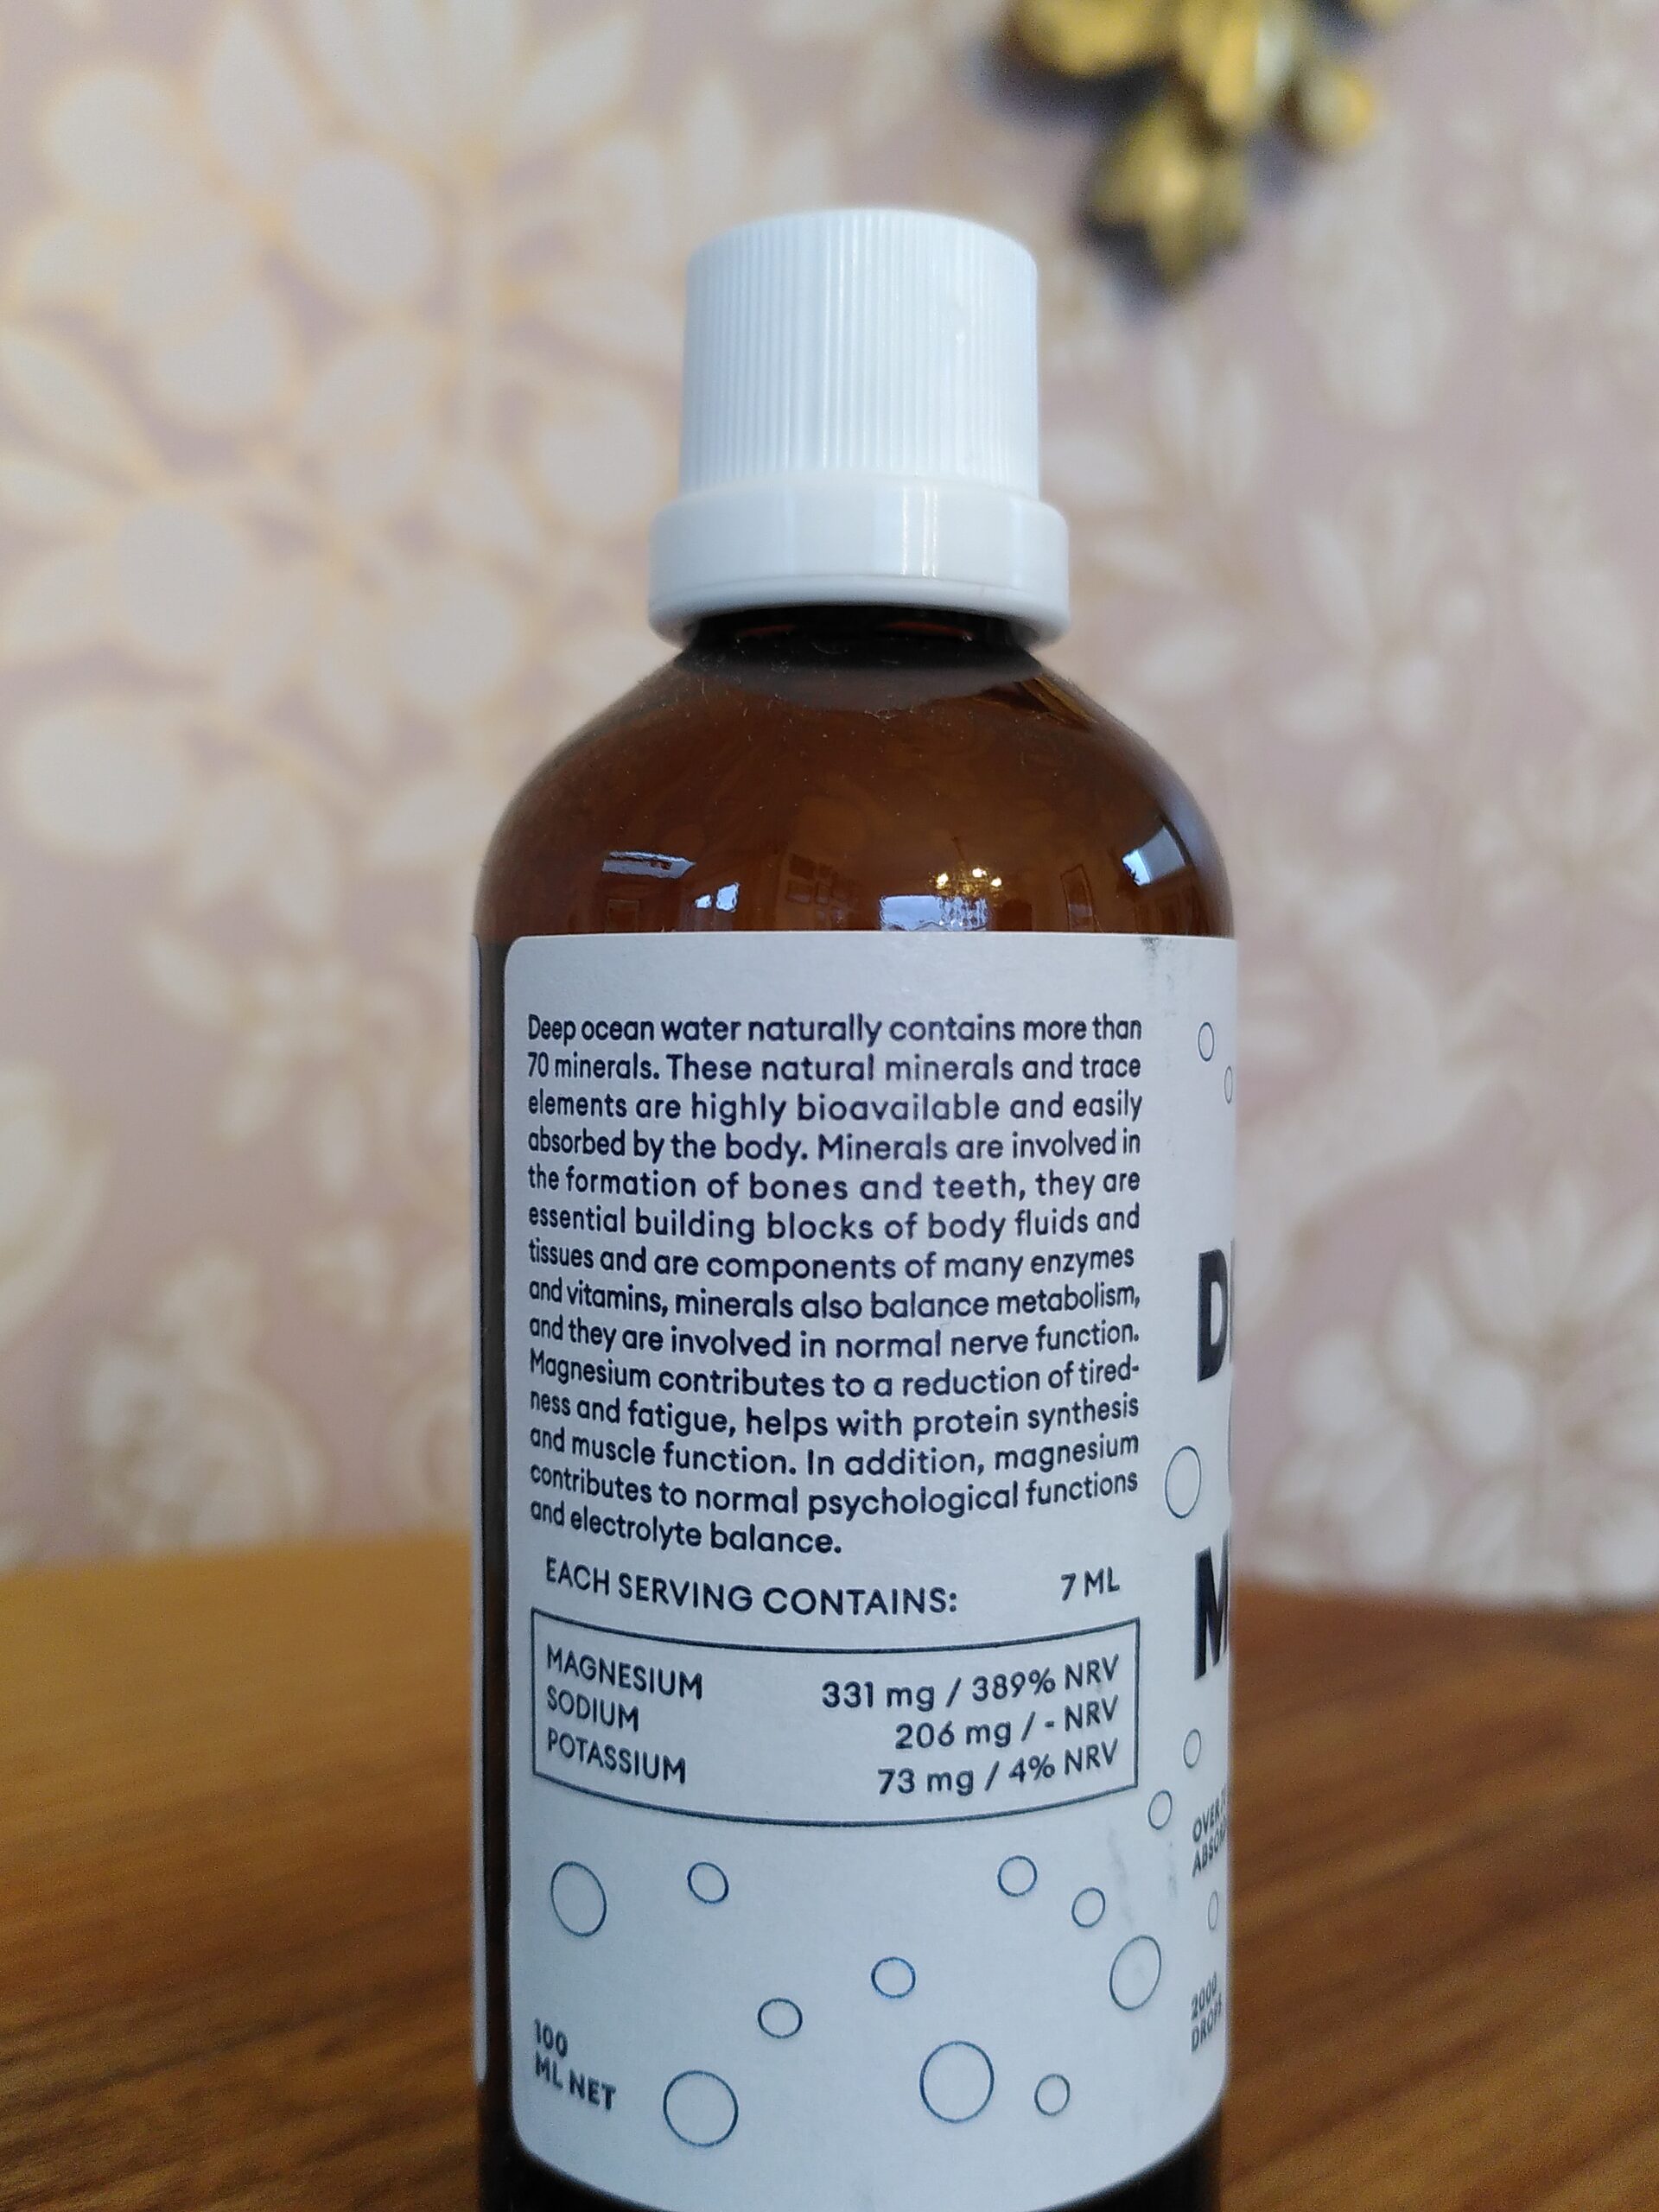 Deep ocean water naturally contains more than
70 minerals. These natural minerals and trace
elements are highly bioavailable and easily
absorbed by the body. Minerals are involved in
the formation of bones and teeth, they are
essential building blocks of body fluids and
tissues and are components of many enzymes
and vitamins, minerals also balance metabolism,
and they are involved in normal nerve function.
Magnesium contributes to a reduction of tired-
ness and fatigue, helps with protein synthesis
and muscle function. In addition, magnesium
contributes to normal psychological functions
and electrolyte balance.
EACH SERVING CONTAINS: 7 ML
MAGNESIUM 331 mg / 389% NRV
SODIUM 206 mg / - NRV
POTASSIUM 73 mg / 4% NRV
100
ML NET
OVER
2000
DROPS